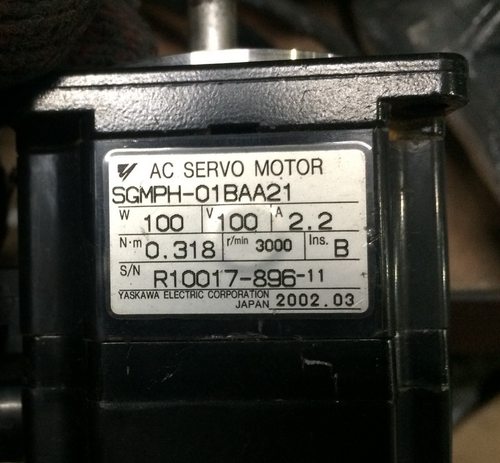 AC SERVO MOTOR
SGMPH-01BAA21
W 100 V 100 A 2.2
N·m 0.318 r/min 3000 Ins. B
S/N R10017-896-11
YASKAWA ELECTRIC CORPORATION
JAPAN 2002.03